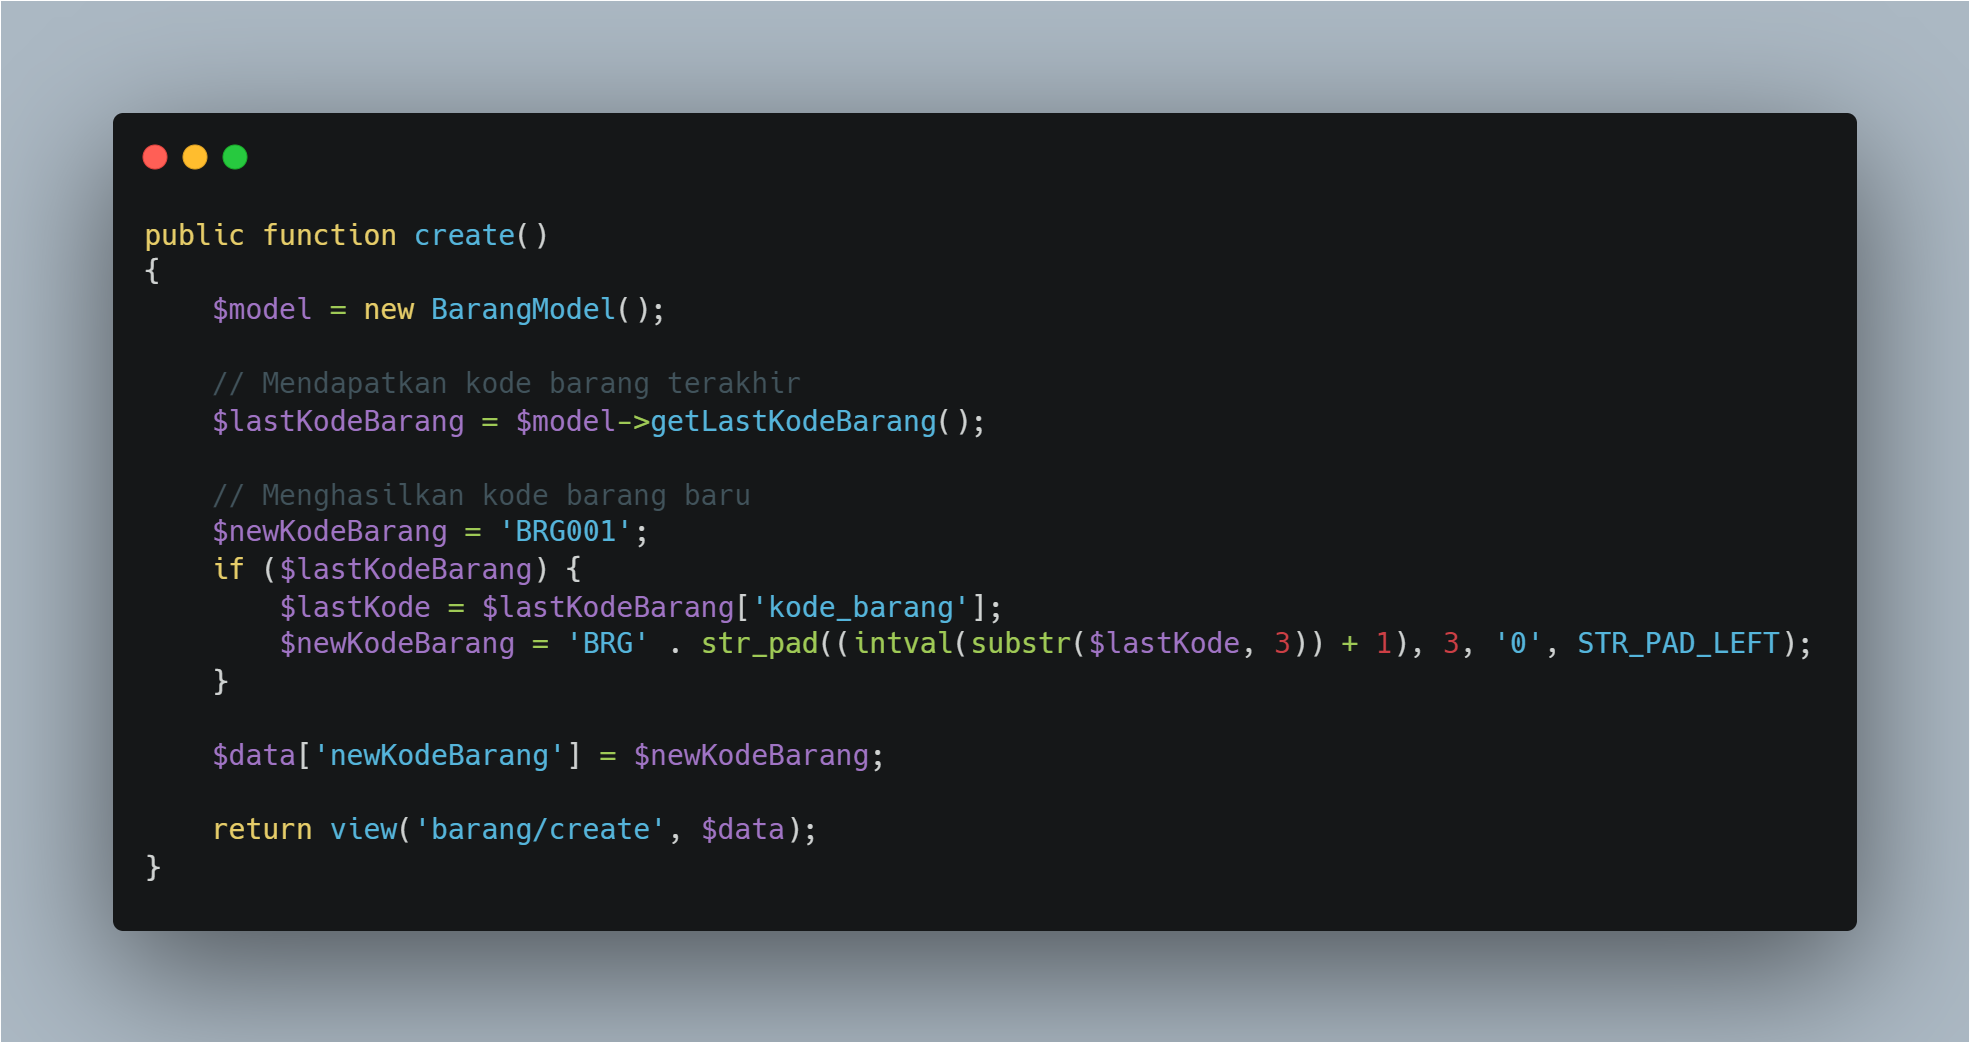 public function create()
{
    $model = new BarangModel();

    // Mendapatkan kode barang terakhir
    $lastKodeBarang = $model->getLastKodeBarang();

    // Menghasilkan kode barang baru
    $newKodeBarang = 'BRG001';
    if ($lastKodeBarang) {
        $lastKode = $lastKodeBarang['kode_barang'];
        $newKodeBarang = 'BRG' . str_pad((intval(substr($lastKode, 3)) + 1), 3, '0', STR_PAD_LEFT);
    }

    $data['newKodeBarang'] = $newKodeBarang;

    return view('barang/create', $data);
}